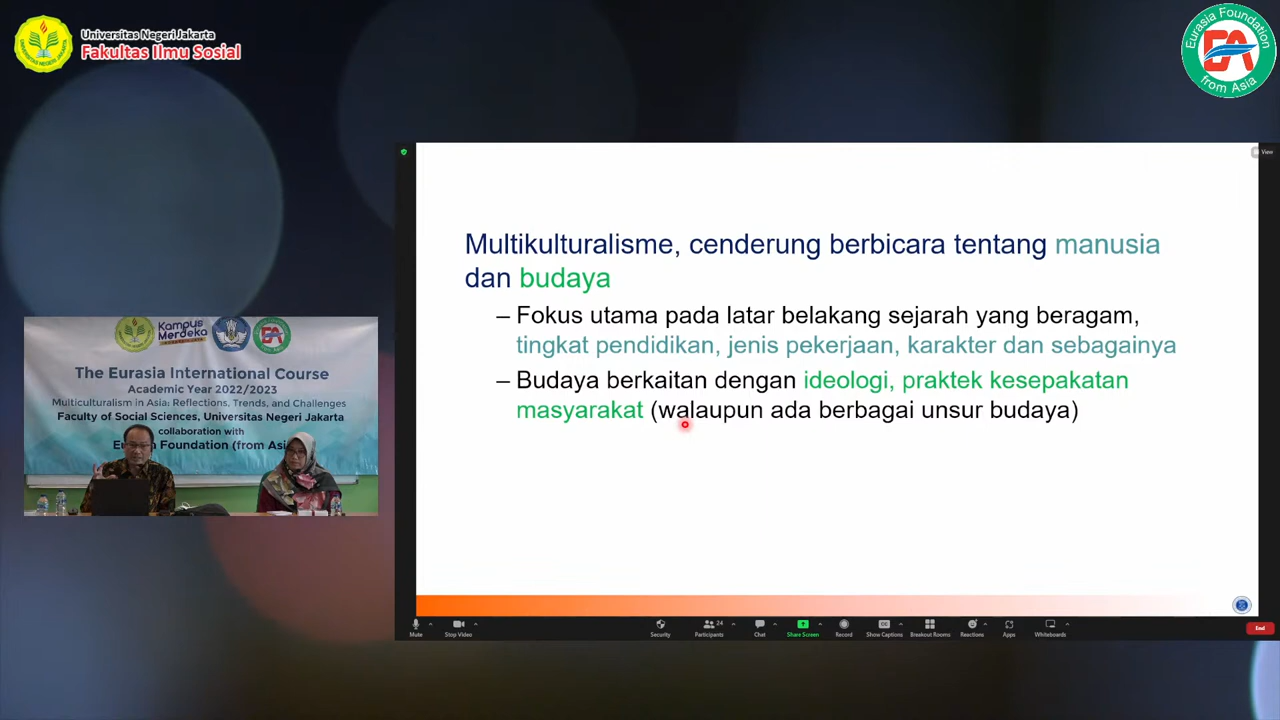 Universitas Negeri Jakarta
Fakultas Ilmu Sosial
Eurasia Foundation
EA
from Asia
View
Multikulturalisme, cenderung berbicara tentang manusia
dan budaya
– Fokus utama pada latar belakang sejarah yang beragam,
tingkat pendidikan, jenis pekerjaan, karakter dan sebagainya
– Budaya berkaitan dengan ideologi, praktek kesepakatan
masyarakat (walaupun ada berbagai unsur budaya)
Kampus
Merdeka
The Eurasia International Course
Academic Year 2022/2023
Multiculturalism in Asia: Reflections, Trends, and Challenges
Faculty of Social Sciences, Universitas Negeri Jakarta
collaboration with
Foundation (from Asi
Mute
Stop Video
Security
Participants
24
Chat
Share Screen
Record
Show Captions
Breakout Rooms
Reactions
Apps
Whiteboards
End